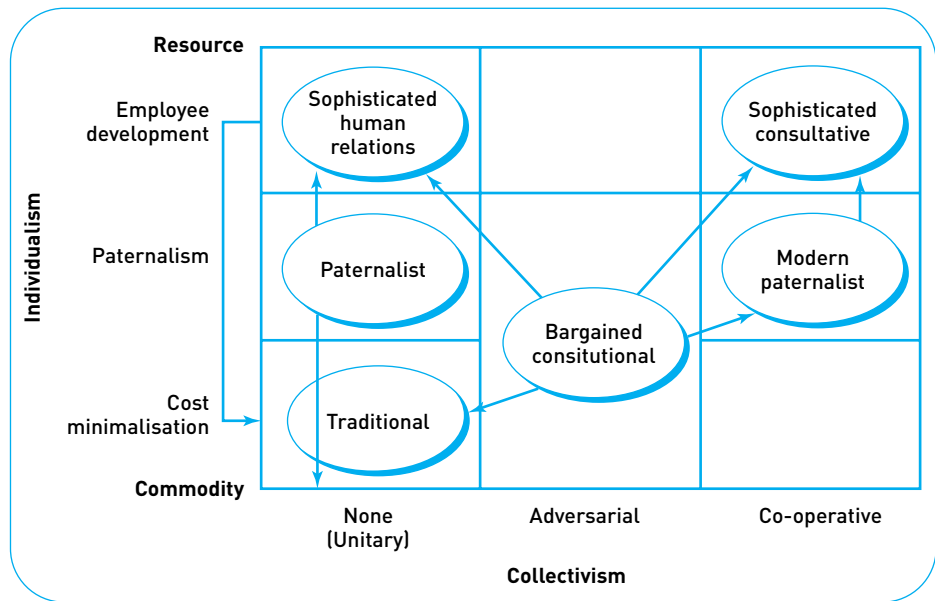 Resource
Employee
development
Sophisticated
human
relations
Sophisticated
consultative
Individualism
Paternalism
Paternalist
Modern
paternalist
Bargained
consitutional
Cost
minimalisation
Traditional
Commodity
None
(Unitary)
Adversarial
Co-operative
Collectivism